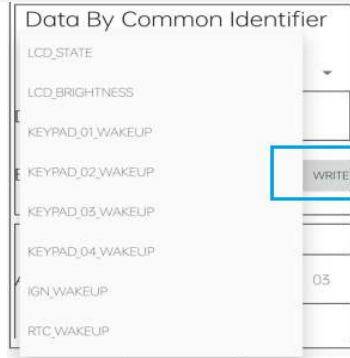 Data By Common Identifier
LCD_STATE
LCD_BRIGHTNESS
KEYPAD_01_WAKEUP
KEYPAD_02_WAKEUP
WRITE
KEYPAD_03_WAKEUP
KEYPAD_04_WAKEUP
03
IGN_WAKEUP
RTC_WAKEUP